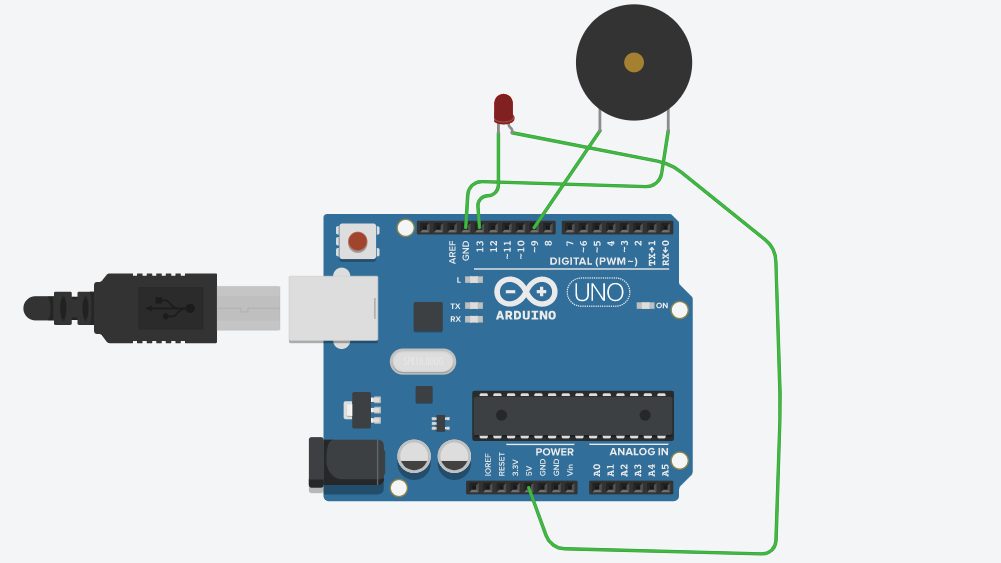 AREF
GND
13
12
~11
~10
~9
8
7
~6
~5
4
~3
2
TX→1
RX←0
DIGITAL (PWM~)
L
TX
RX
ARDUINO
UNO
ON
POWER
ANALOG IN
IOREF
RESET
3.3V
5V
GND
GND
Vin
A0
A1
A2
A3
A4
A5